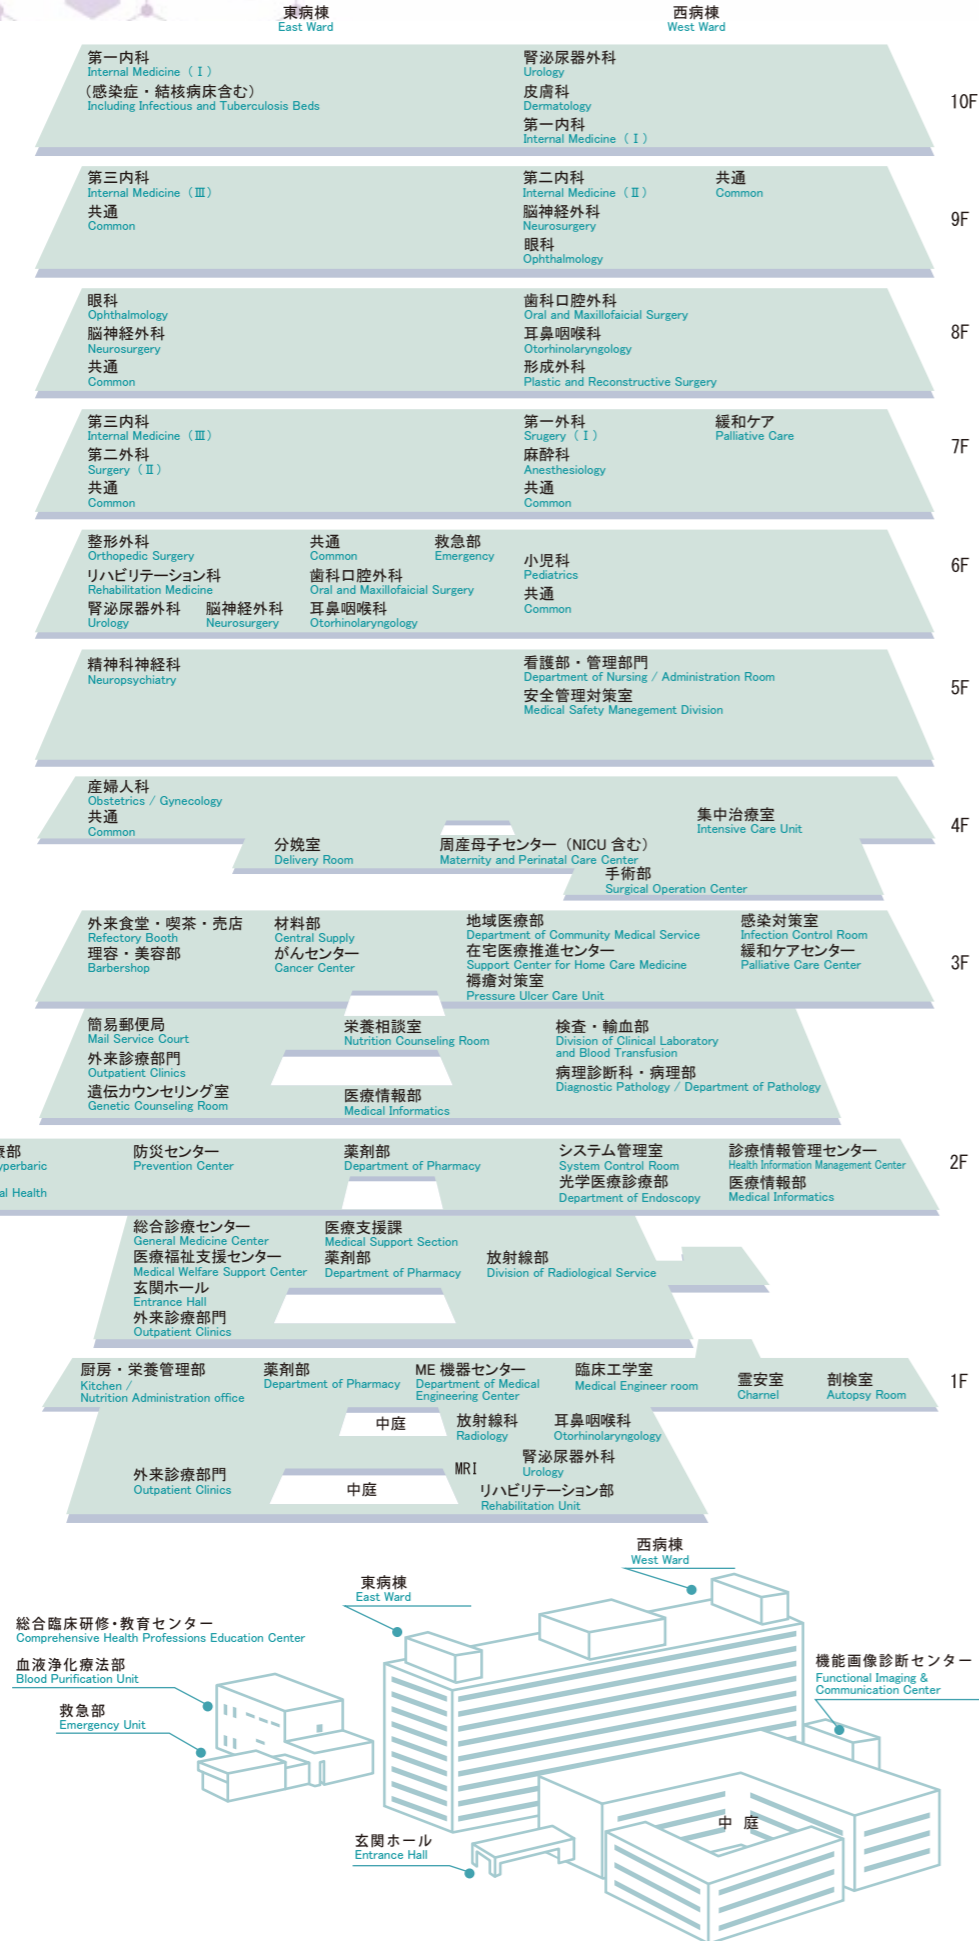 東病棟
East Ward
西病棟
West Ward
10F
第一内科
Internal Medicine（Ⅰ）
(感染症・結核病床含む)
Including Infectious and Tuberculosis Beds
腎泌尿器外科
Urology
皮膚科
Dermatology
第一内科
Internal Medicine（Ⅰ）
9F
第三内科
Internal Medicine（Ⅲ）
共通
Common
第二内科
Internal Medicine（Ⅱ）
脳神経外科
Neurosurgery
眼科
Ophthalmology
共通
Common
8F
眼科
Ophthalmology
脳神経外科
Neurosurgery
共通
Common
歯科口腔外科
Oral and Maxillofaicial Surgery
耳鼻咽喉科
Otorhinolaryngology
形成外科
Plastic and Reconstructive Surgery
7F
第三内科
Internal Medicine（Ⅲ）
第二外科
Surgery（Ⅱ）
共通
Common
第一外科
Srugery（Ⅰ）
麻酔科
Anesthesiology
共通
Common
緩和ケア
Palliative Care
6F
整形外科
Orthopedic Surgery
リハビリテーション科
Rehabilitation Medicine
腎泌尿器外科
Urology
脳神経外科
Neurosurgery
共通
Common
歯科口腔外科
Oral and Maxillofaicial Surgery
耳鼻咽喉科
Otorhinolaryngology
救急部
Emergency
小児科
Pediatrics
共通
Common
5F
精神科神経科
Neuropsychiatry
看護部・管理部門
Department of Nursing / Administration Room
安全管理対策室
Medical Safety Manegement Division
4F
産婦人科
Obstetrics / Gynecology
共通
Common
分娩室
Delivery Room
周産母子センター（NICU 含む）
Maternity and Perinatal Care Center
集中治療室
Intensive Care Unit
手術部
Surgical Operation Center
3F
外来食堂・喫茶・売店
Refectory Booth
理容・美容部
Barbershop
材料部
Central Supply
がんセンター
Cancer Center
地域医療部
Department of Community Medical Service
在宅医療推進センター
Support Center for Home Care Medicine
褥瘡対策室
Pressure Ulcer Care Unit
感染対策室
Infection Control Room
緩和ケアセンター
Palliative Care Center
簡易郵便局
Mail Service Court
外来診療部門
Outpatient Clinics
遺伝カウンセリング室
Genetic Counseling Room
栄養相談室
Nutrition Counseling Room
医療情報部
Medical Informatics
検査・輸血部
Division of Clinical Laboratory
and Blood Transfusion
病理診断科・病理部
Diagnostic Pathology / Department of Pathology
2F
療部
yperbaric
al Health
防災センター
Prevention Center
薬剤部
Department of Pharmacy
システム管理室
System Control Room
光学医療診療部
Department of Endoscopy
診療情報管理センター
Health Information Management Center
医療情報部
Medical Informatics
総合診療センター
General Medicine Center
医療福祉支援センター
Medical Welfare Support Center
玄関ホール
Entrance Hall
外来診療部門
Outpatient Clinics
医療支援課
Medical Support Section
薬剤部
Department of Pharmacy
放射線部
Division of Radiological Service
1F
厨房・栄養管理部
Kitchen /
Nutrition Administration office
薬剤部
Department of Pharmacy
ME 機器センター
Department of Medical
Engineering Center
臨床工学室
Medical Engineer room
霊安室
Charnel
剖検室
Autopsy Room
中庭
放射線科
Radiology
耳鼻咽喉科
Otorhinolaryngology
外来診療部門
Outpatient Clinics
中庭
MRI
腎泌尿器外科
Urology
リハビリテーション部
Rehabilitation Unit
西病棟
West Ward
東病棟
East Ward
総合臨床研修・教育センター
Comprehensive Health Professions Education Center
血液浄化療法部
Blood Purification Unit
救急部
Emergency Unit
機能画像診断センター
Functional Imaging &
Communication Center
中 庭
玄関ホール
Entrance Hall